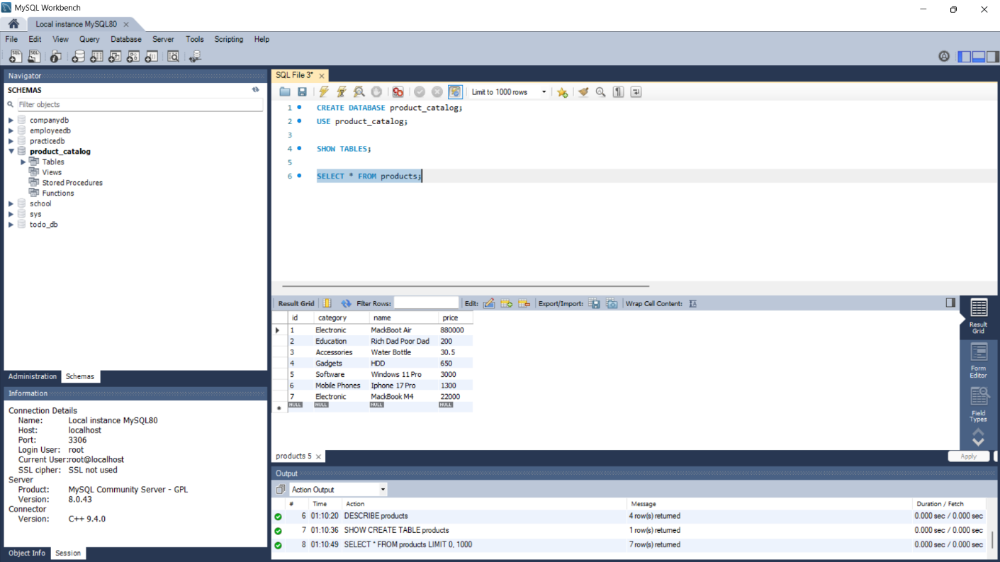 MySQL Workbench
Local instance MySQL80
File Edit View Query Database Server Tools Scripting Help
Navigator
SCHEMAS
Filter objects
companydb
employeedb
practicedb
product_catalog
Tables
Views
Stored Procedures
Functions
school
sys
todo_db
Administration Schemas
Information
Connection Details
Name: Local instance MySQL80
Host: localhost
Port: 3306
Login User: root
Current User:root@localhost
SSL cipher: SSL not used
Server
Product: MySQL Community Server - GPL
Version: 8.0.43
Connector
Version: C++ 9.4.0
Object Info Session
SQL File 3*
Limit to 1000 rows
1 CREATE DATABASE product_catalog;
2 USE product_catalog;
3
4 SHOW TABLES;
5
6 SELECT * FROM products;
Result Grid Filter Rows: Edit: Export/Import: Wrap Cell Content:
id category name price
1 Electronic MackBoot Air 880000
2 Education Rich Dad Poor Dad 200
3 Accessories Water Bottle 30.5
4 Gadgets HDD 650
5 Software Windows 11 Pro 3000
6 Mobile Phones Iphone 17 Pro 1300
7 Electronic MackBook M4 22000
NULL NULL NULL NULL
Result
Grid
Form
Editor
Field
Types
products 5
Apply
Output
Action Output
# Time Action Message Duration / Fetch
6 01:10:20 DESCRIBE products 4 row(s) returned 0.000 sec / 0.000 sec
7 01:10:36 SHOW CREATE TABLE products 1 row(s) returned 0.000 sec / 0.000 sec
8 01:10:49 SELECT * FROM products LIMIT 0, 1000 7 row(s) returned 0.000 sec / 0.000 sec